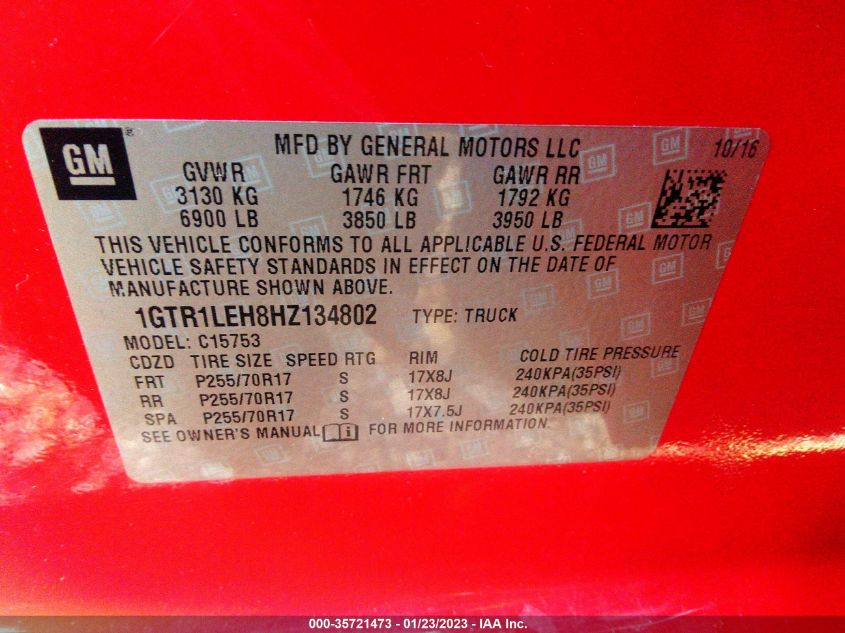 GM ® MFD BY GENERAL MOTORS LLC 10/16
GVWR GAWR FRT GAWR RR
3130 KG 1746 KG 1792 KG
6900 LB 3850 LB 3950 LB
THIS VEHICLE CONFORMS TO ALL APPLICABLE U.S. FEDERAL MOTOR
VEHICLE SAFETY STANDARDS IN EFFECT ON THE DATE OF
MANUFACTURE SHOWN ABOVE.
1GTR1LEH8HZ134802 TYPE: TRUCK
MODEL: C15753
CDZD TIRE SIZE SPEED RTG RIM COLD TIRE PRESSURE
FRT P255/70R17 S 17X8J 240KPA(35PSI)
RR P255/70R17 S 17X8J 240KPA(35PSI)
SPA P255/70R17 S 17X7.5J 240KPA(35PSI)
SEE OWNER'S MANUAL FOR MORE INFORMATION.
000-35721473 - 01/23/2023 - IAA Inc.